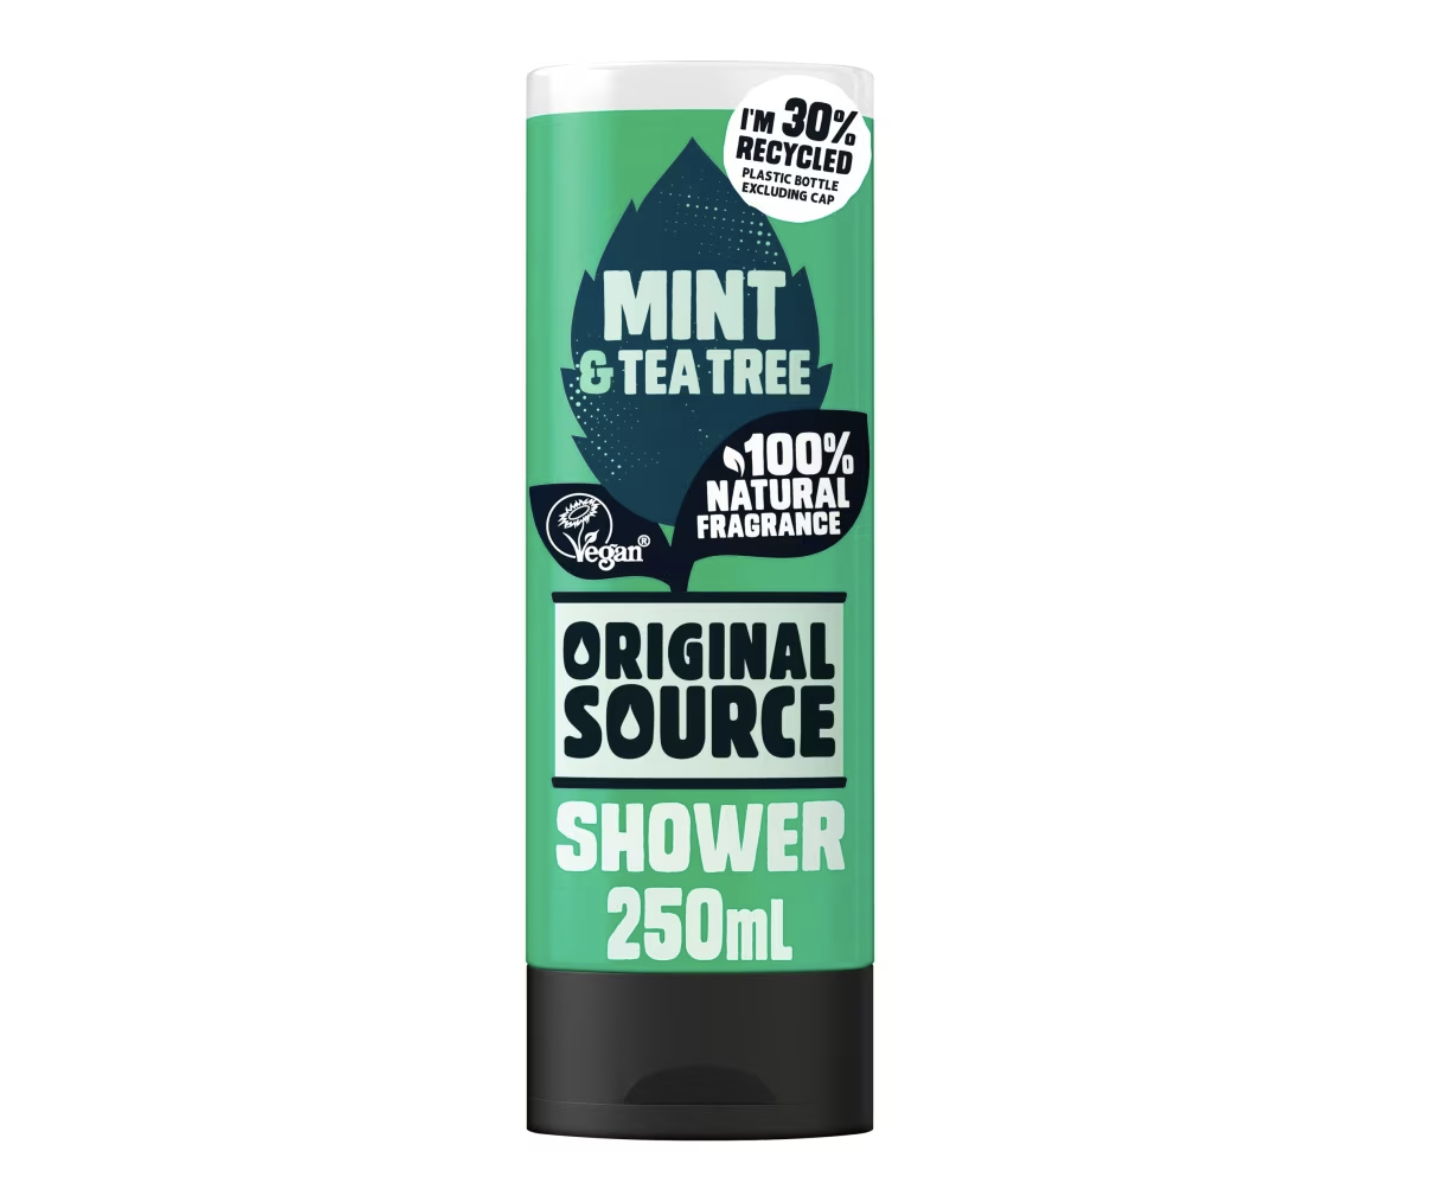 I'M 30%
RECYCLED
PLASTIC BOTTLE
EXCLUDING CAP
MINT
& TEA TREE
100%
NATURAL
FRAGRANCE
Vegan®
ORIGINAL
SOURCE
SHOWER
250mL